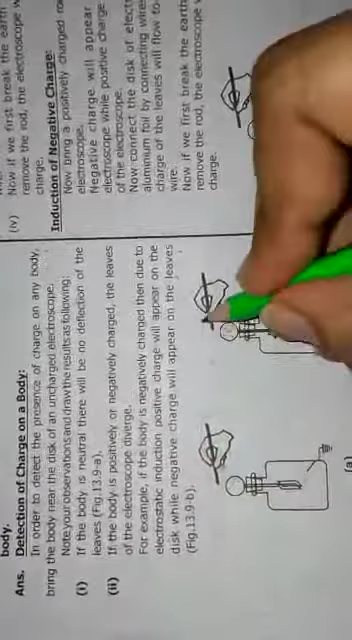 body.
Ans. Detection of Charge on a Body:
In order to detect the presence of charge on any body,
bring the body near the disk of an uncharged electroscope.
Note your observations and draw the results as following:
(i) If the body is neutral there will be no deflection of the
leaves (Fig.13.9-a).
(ii) If the body is positively or negatively charged, the leaves
of the electroscope diverge.
For example, if the body is negatively charged then due to
electrostatic induction positive charge will appear on the
disk while negative charge will appear on the leaves
(Fig.13.9-b).
(a)
(iv) Now if we first break the earth
remove the rod, the electroscope
charge.
Induction of Negative Charge:
Now bring a positively charged
electroscope.
Negative charge will appear
electroscope while positive charge
of the electroscope.
Now connect the disk of
aluminium foil by connecting
charge of the leaves will flow to
wire.
Now if we first break the earth
remove the rod, the electroscope
charge.